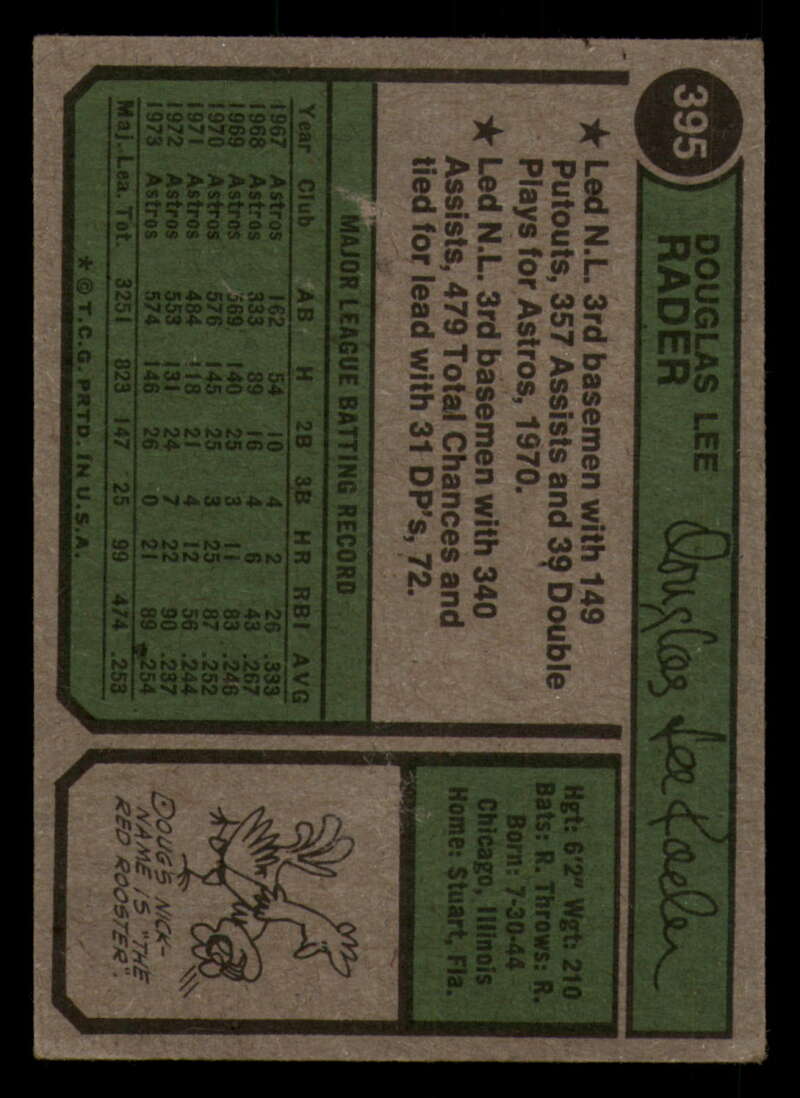 395
DOUGLAS LEE
RADER
Douglas Lee Rader
★ Led N.L. 3rd basemen with 149
Putouts, 357 Assists and 39 Double
Plays for Astros, 1970.
★ Led N.L. 3rd basemen with 340
Assists, 479 Total Chances and
tied for lead with 31 DP's, 72.
MAJOR LEAGUE BATTING RECORD
Year Club AB H 2B 3B HR RBI AVG
1967 Astros 162 54 10 4 2 26 .333
1968 Astros 333 89 16 4 6 43 .267
1969 Astros 569 140 25 3 11 83 .246
1970 Astros 576 145 25 3 25 87 .252
1971 Astros 484 118 21 4 12 56 .244
1972 Astros 553 131 24 7 22 90 .237
1973 Astros 574 146 26 0 21 89 .254
Maj. Lea. Tot. 3251 823 147 25 99 474 .253
* © T.C.G. PRTD. IN U.S.A.
Hgt: 6'2" Wgt: 210
Bats: R. Throws: R.
Born: 7-30-44
Chicago, Illinois
Home: Stuart, Fla.
DOUG'S NICK-
NAME IS "THE
RED ROOSTER".